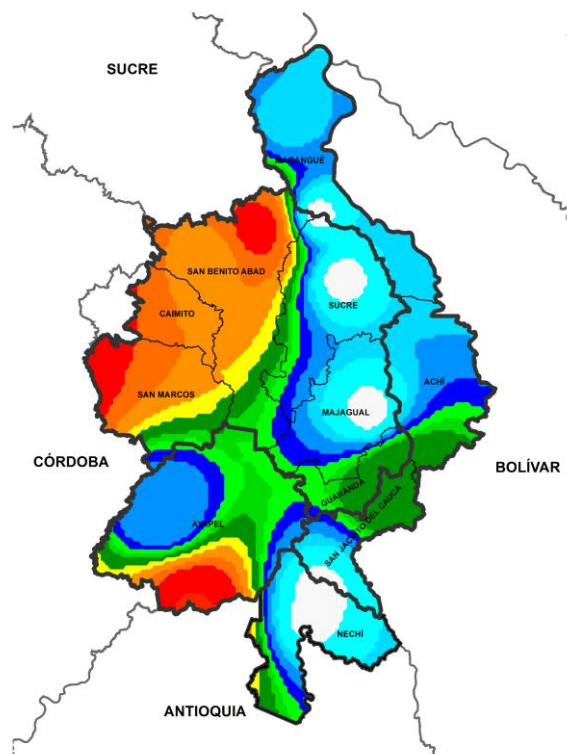 SUCRE
MAGANGUÉ
SAN BENITO ABAD
SUCRE
CAIMITO
ACHÍ
SAN MARCOS
MAJAGUAL
CÓRDOBA
BOLÍVAR
GUARANDA
AYAPEL
SAN JACINTO DEL CAUCA
NECHÍ
ANTIOQUIA